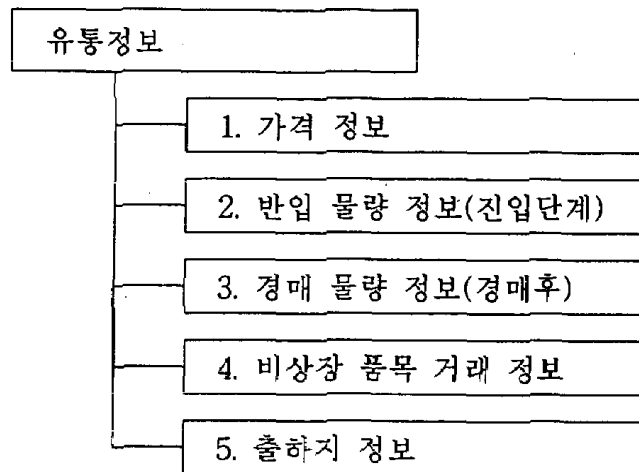 유통정보
1. 가격 정보
2. 반입 물량 정보(진입단계)
3. 경매 물량 정보(경매후)
4. 비상장 품목 거래 정보
5. 출하지 정보